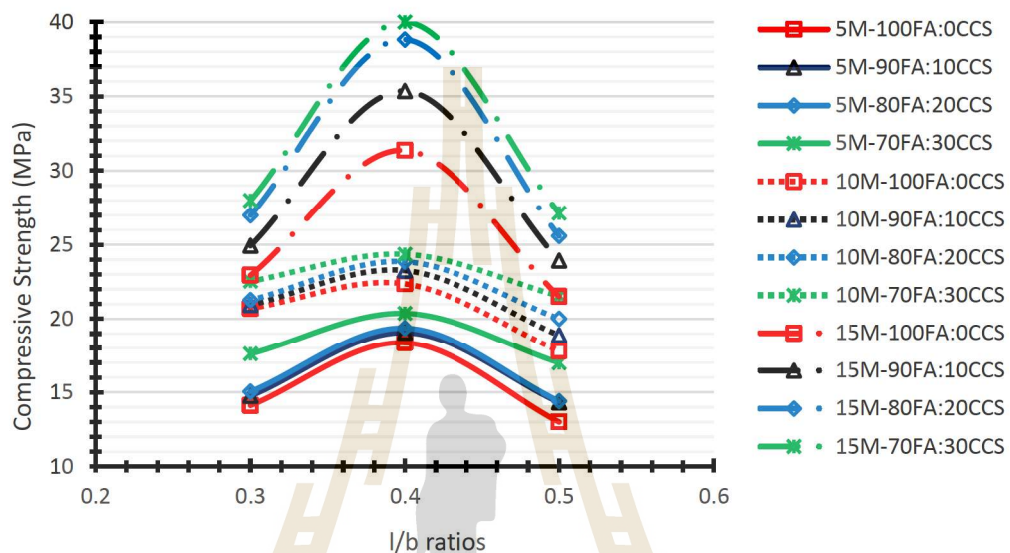 Compressive Strength (MPa)
40
35
30
25
20
15
10
0.2
0.3
0.4
0.5
0.6
l/b ratios
5M-100FA:0CCS
5M-90FA:10CCS
5M-80FA:20CCS
5M-70FA:30CCS
10M-100FA:0CCS
10M-90FA:10CCS
10M-80FA:20CCS
10M-70FA:30CCS
15M-100FA:0CCS
15M-90FA:10CCS
15M-80FA:20CCS
15M-70FA:30CCS